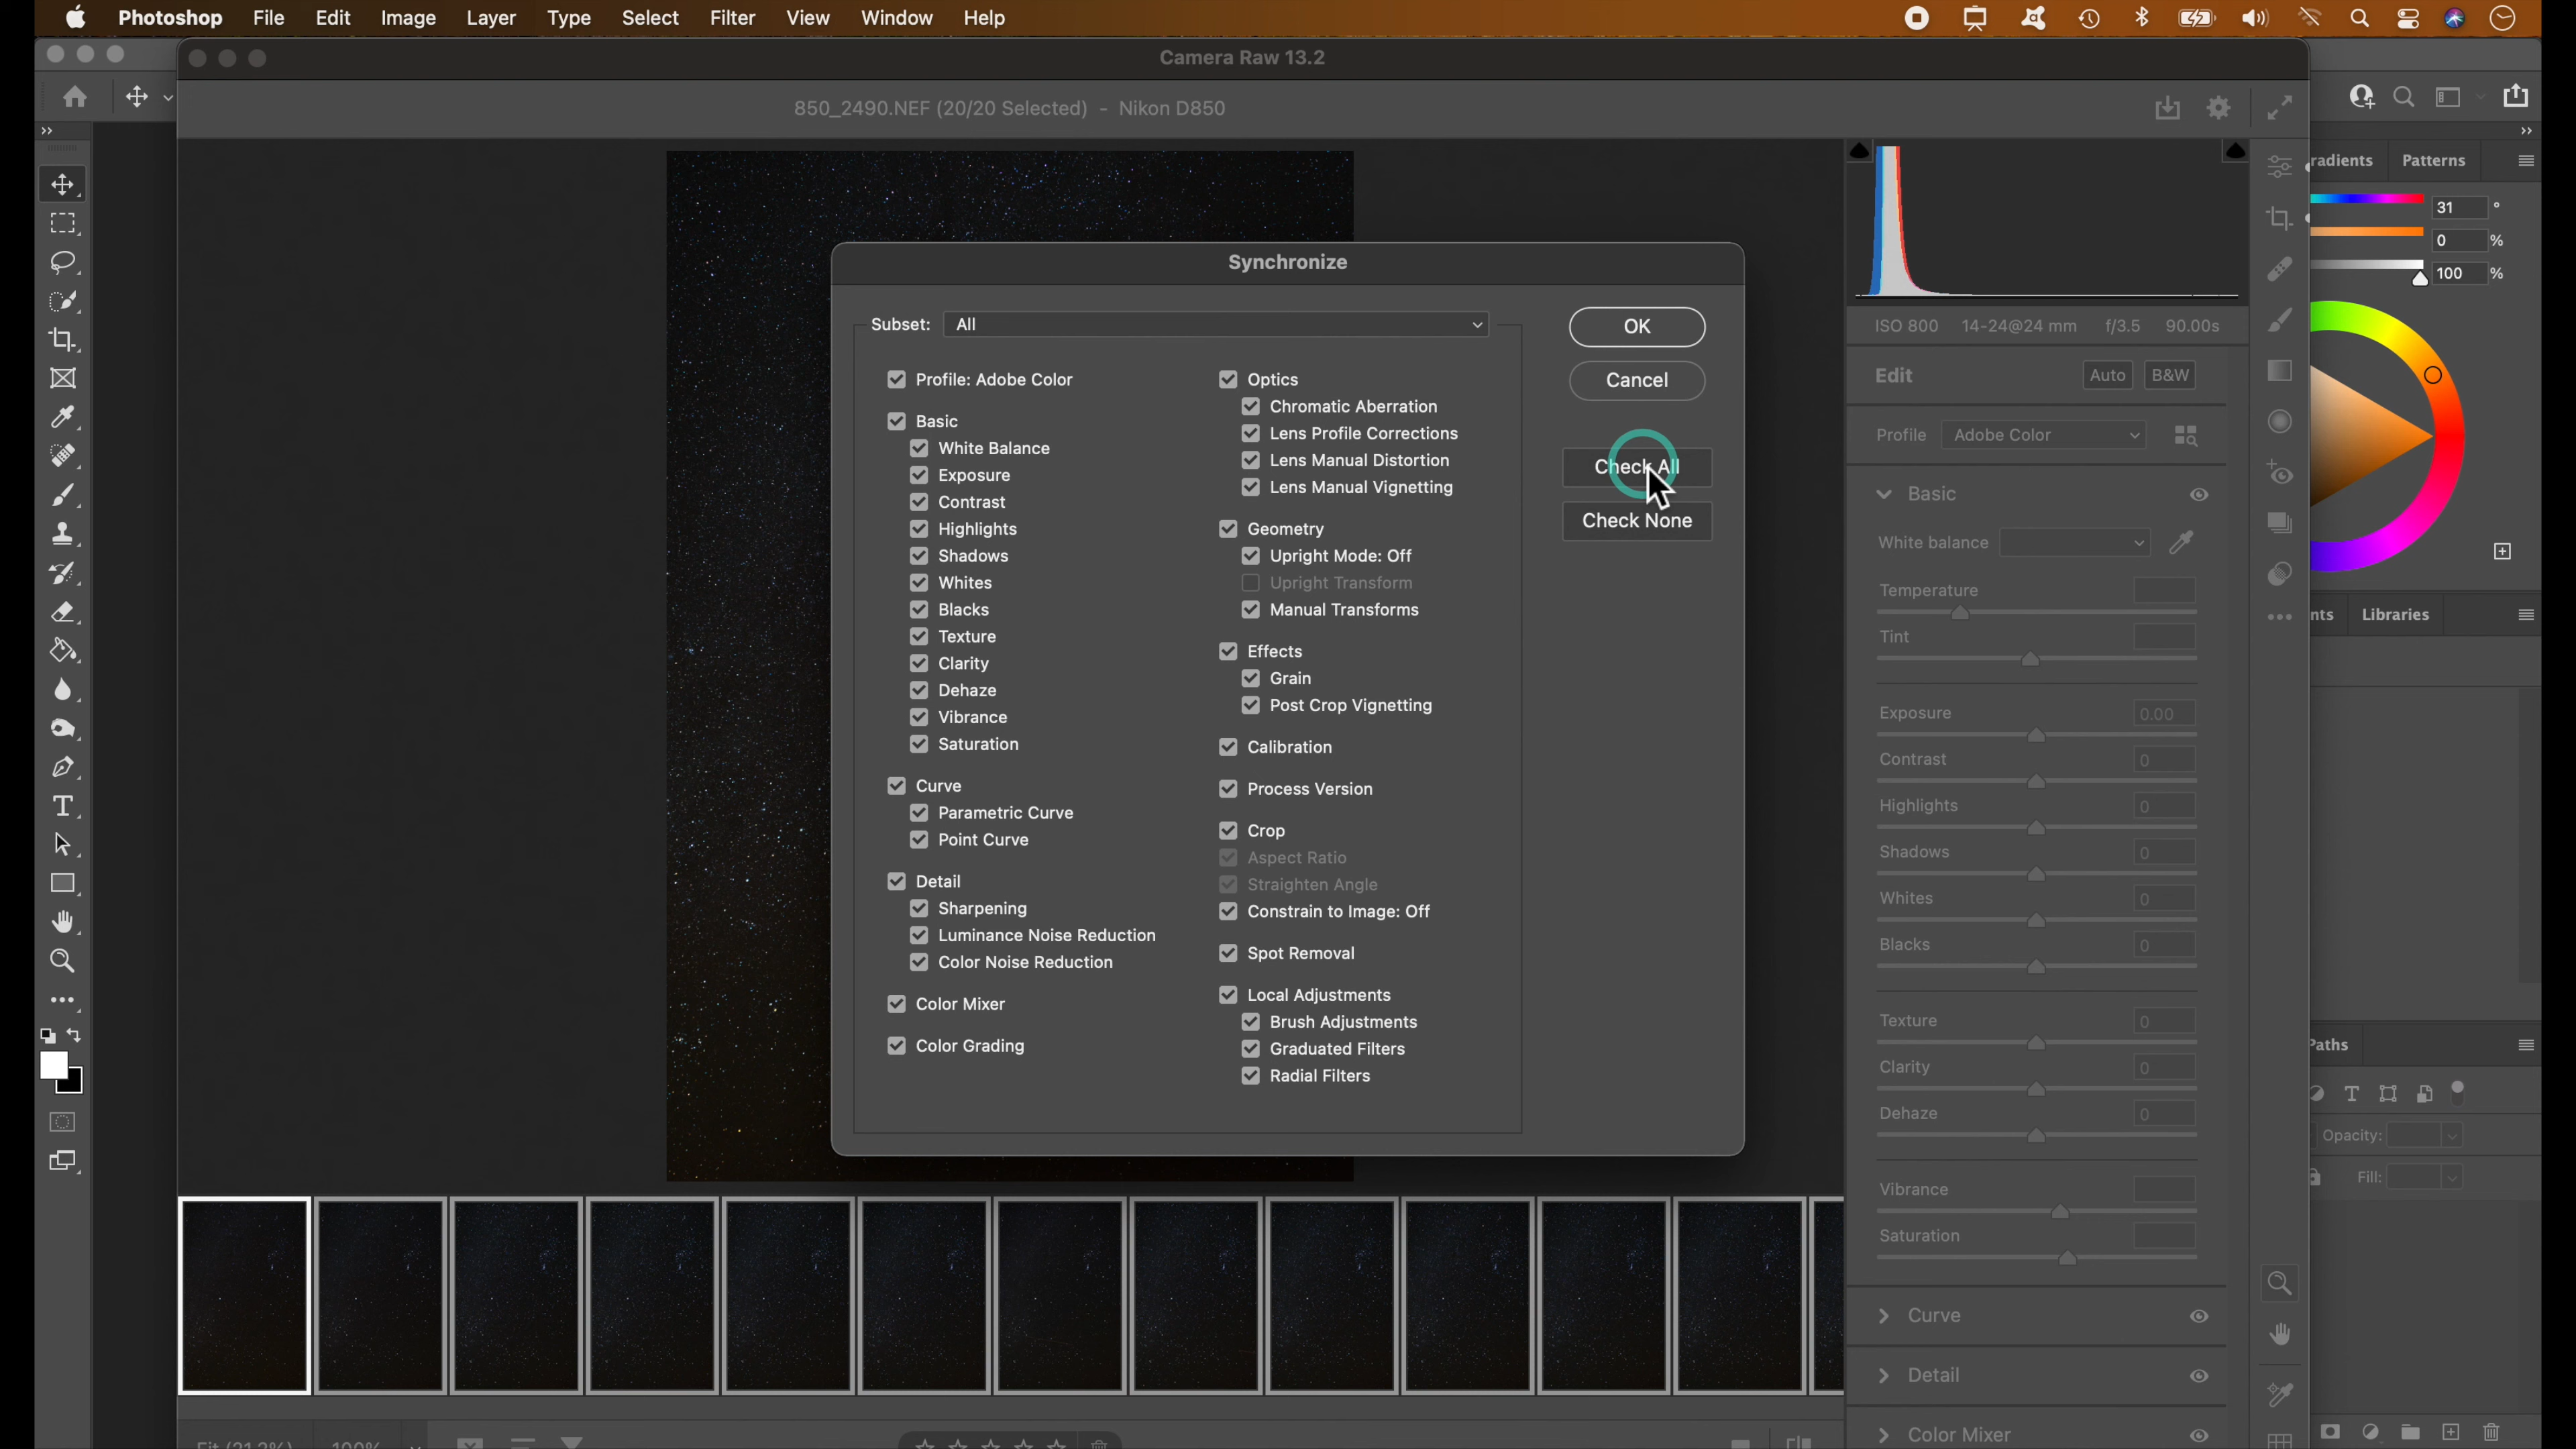 Photoshop File Edit Image Layer Type Select Filter View Window Help
Camera Raw 13.2
850_2490.NEF (20/20 Selected) - Nikon D850
radients Patterns
31 °
0 %
100 %
Synchronize
Subset: All
OK
Cancel
Check All
Check None
Profile: Adobe Color
Basic
White Balance
Exposure
Contrast
Highlights
Shadows
Whites
Blacks
Texture
Clarity
Dehaze
Vibrance
Saturation
Curve
Parametric Curve
Point Curve
Detail
Sharpening
Luminance Noise Reduction
Color Noise Reduction
Color Mixer
Color Grading
Optics
Chromatic Aberration
Lens Profile Corrections
Lens Manual Distortion
Lens Manual Vignetting
Geometry
Upright Mode: Off
Upright Transform
Manual Transforms
Effects
Grain
Post Crop Vignetting
Calibration
Process Version
Crop
Aspect Ratio
Straighten Angle
Constrain to Image: Off
Spot Removal
Local Adjustments
Brush Adjustments
Graduated Filters
Radial Filters
ISO 800 14-24@24 mm f/3.5 90.00s
Edit Auto B&W
Profile Adobe Color
Basic
White balance
Temperature
Tint
Exposure 0.00
Contrast 0
Highlights 0
Shadows 0
Whites 0
Blacks 0
Texture 0
Clarity 0
Dehaze 0
Vibrance
Saturation
Curve
Detail
Color Mixer
nts Libraries
Paths
Opacity:
Fill: